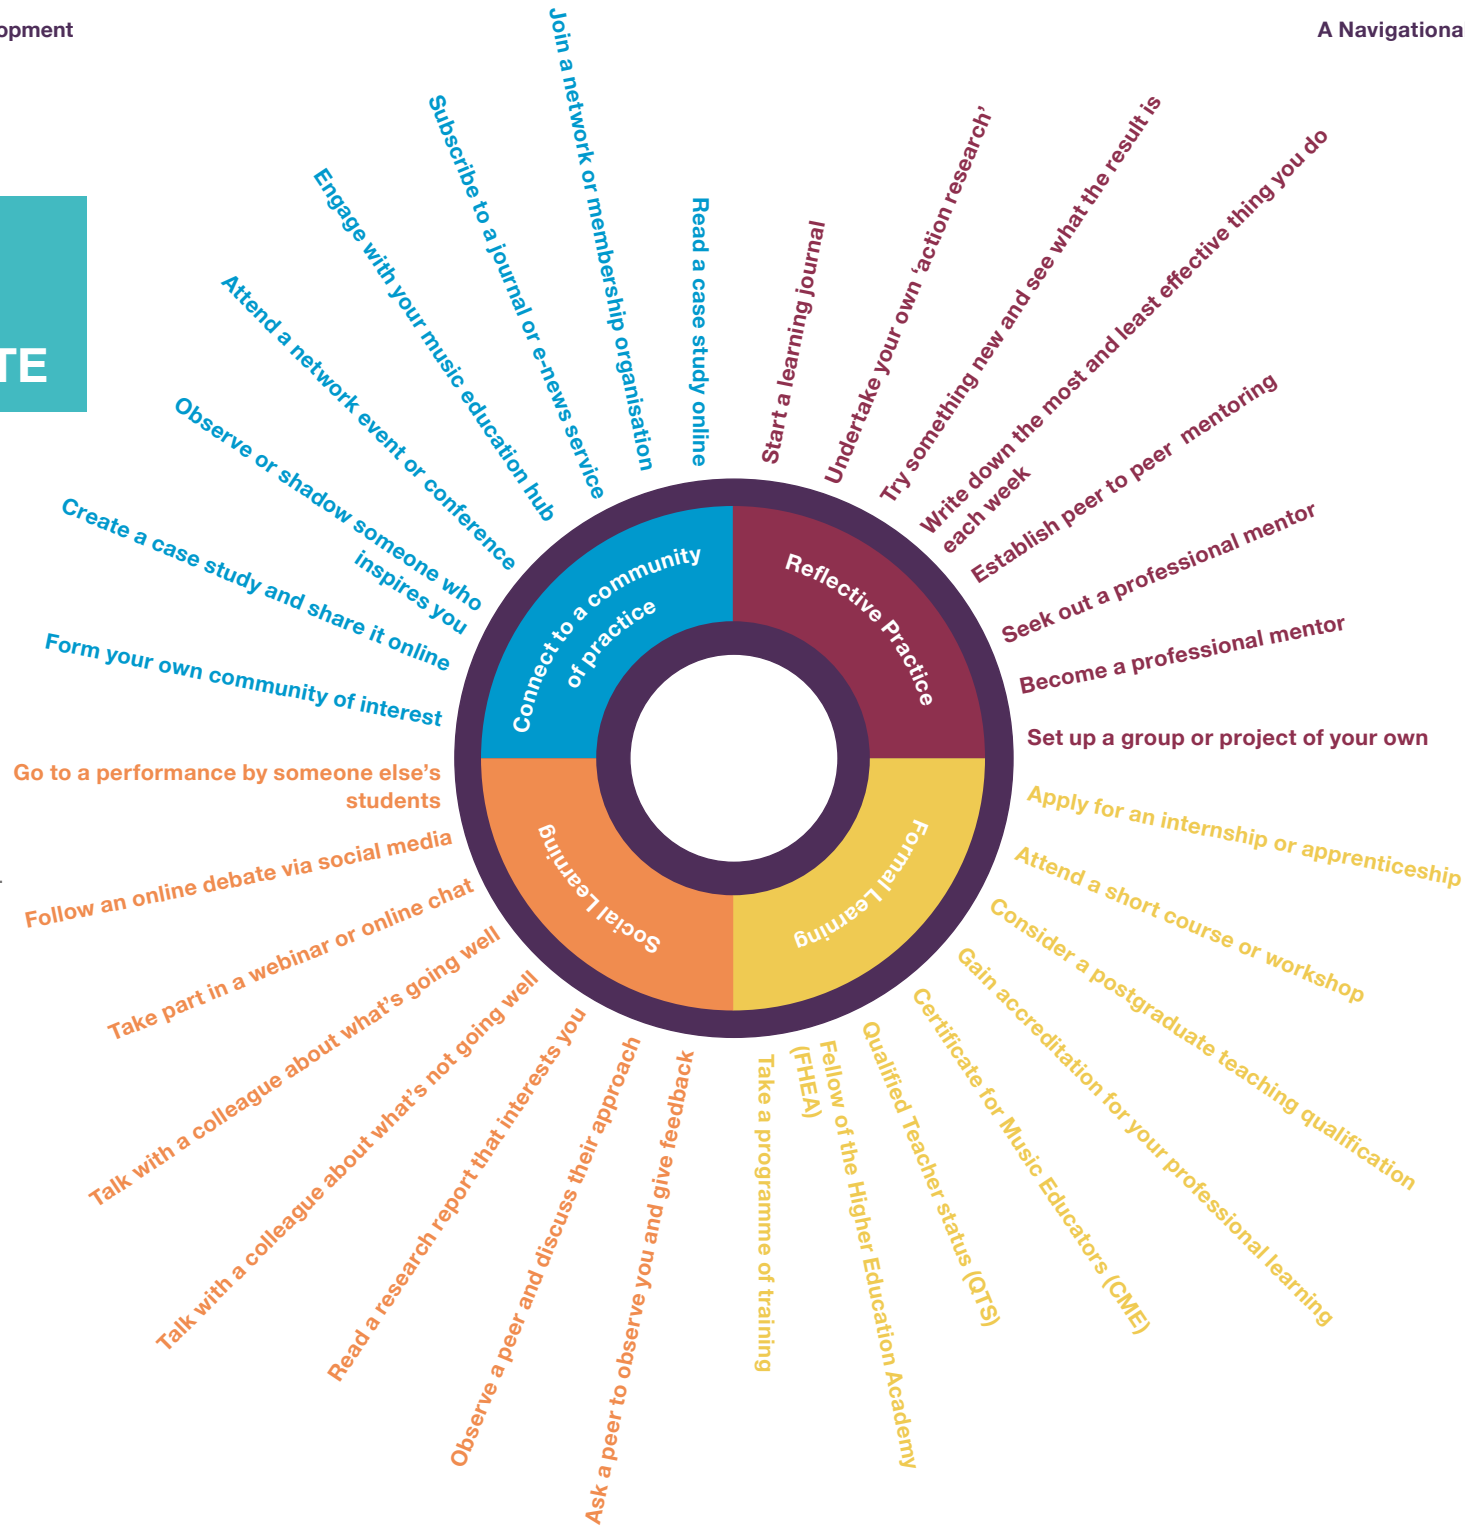 opment
A Navigationa
TE
Connect to a community
of practice
Reflective Practice
Formal Learning
Social Learning
Form your own community of interest
Create a case study and share it online
Observe or shadow someone who
inspires you
Attend a network event or conference
Engage with your music education hub
Subscribe to a journal or e-news service
Join a network or membership organisation
Read a case study online
Start a learning journal
Undertake your own ‘action research’
Try something new and see what the result is
Write down the most and least effective thing you do
each week
Establish peer to peer mentoring
Seek out a professional mentor
Become a professional mentor
Set up a group or project of your own
Apply for an internship or apprenticeship
Attend a short course or workshop
Consider a postgraduate teaching qualification
Gain accreditation for your professional learning
Certificate for Music Educators (CME)
Qualified Teacher status (QTS)
Fellow of the Higher Education Academy
(FHEA)
Take a programme of training
Ask a peer to observe you and give feedback
Observe a peer and discuss their approach
Read a research report that interests you
Talk with a colleague about what’s not going well
Talk with a colleague about what’s going well
Take part in a webinar or online chat
Follow an online debate via social media
Go to a performance by someone else’s
students